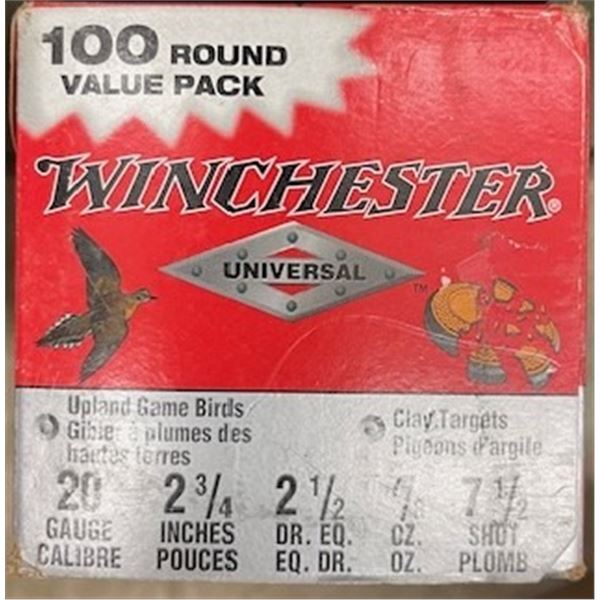 100 ROUND
VALUE PACK
WINCHESTER®
UNIVERSAL™
Upland Game Birds
Gibier à plumes des
hautes terres
Clay Targets
Pigeons d'argile
20 2 3/4 2 1/2 7/8 7 1/2
GAUGE INCHES DR. EQ. OZ. SHOT
CALIBRE POUCES EQ. DR. OZ. PLOMB